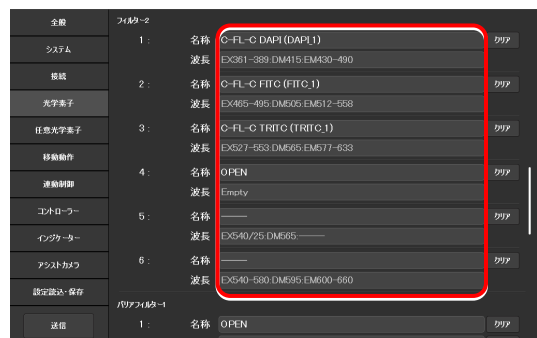 全般
システム
接続
光学素子
任意光学素子
移動動作
連動制御
コントローラー
インジケーター
アシストカメラ
設定読込・保存
送信
フィルター2
1: 名称 C-FL-C DAPI (DAPI_1) クリア
波長 EX361-389:DM415:EM430-490
2: 名称 C-FL-C FITC (FITC_1) クリア
波長 EX465-495:DM505:EM512-558
3: 名称 C-FL-C TRITC (TRITC_1) クリア
波長 EX527-553:DM565:EM577-633
4: 名称 OPEN クリア
波長 Empty
5: 名称 ——— クリア
波長 EX540/25:DM565:———
6: 名称 ——— クリア
波長 EX540-580:DM595:EM600-660
バリアフィルター1
1: 名称 OPEN クリア